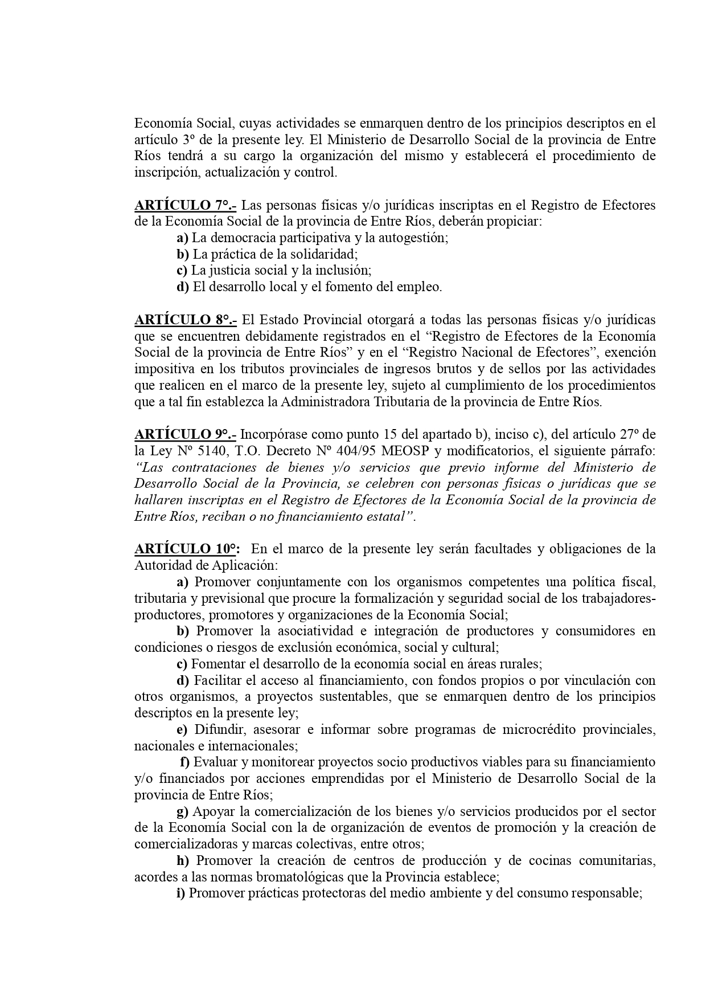 Economía Social, cuyas actividades se enmarquen dentro de los principios descriptos en el
artículo 3º de la presente ley. El Ministerio de Desarrollo Social de la provincia de Entre
Ríos tendrá a su cargo la organización del mismo y establecerá el procedimiento de
inscripción, actualización y control.
ARTÍCULO 7°.- Las personas físicas y/o jurídicas inscriptas en el Registro de Efectores
de la Economía Social de la provincia de Entre Ríos, deberán propiciar:
a) La democracia participativa y la autogestión;
b) La práctica de la solidaridad;
c) La justicia social y la inclusión;
d) El desarrollo local y el fomento del empleo.
ARTÍCULO 8°.- El Estado Provincial otorgará a todas las personas físicas y/o jurídicas
que se encuentren debidamente registrados en el “Registro de Efectores de la Economía
Social de la provincia de Entre Ríos” y en el “Registro Nacional de Efectores”, exención
impositiva en los tributos provinciales de ingresos brutos y de sellos por las actividades
que realicen en el marco de la presente ley, sujeto al cumplimiento de los procedimientos
que a tal fin establezca la Administradora Tributaria de la provincia de Entre Ríos.
ARTÍCULO 9°.- Incorpórase como punto 15 del apartado b), inciso c), del artículo 27º de
la Ley Nº 5140, T.O. Decreto Nº 404/95 MEOSP y modificatorios, el siguiente párrafo:
“Las contrataciones de bienes y/o servicios que previo informe del Ministerio de
Desarrollo Social de la Provincia, se celebren con personas físicas o jurídicas que se
hallaren inscriptas en el Registro de Efectores de la Economía Social de la provincia de
Entre Ríos, reciban o no financiamiento estatal”.
ARTÍCULO 10°: En el marco de la presente ley serán facultades y obligaciones de la
Autoridad de Aplicación:
a) Promover conjuntamente con los organismos competentes una política fiscal,
tributaria y previsional que procure la formalización y seguridad social de los trabajadores-
productores, promotores y organizaciones de la Economía Social;
b) Promover la asociatividad e integración de productores y consumidores en
condiciones o riesgos de exclusión económica, social y cultural;
c) Fomentar el desarrollo de la economía social en áreas rurales;
d) Facilitar el acceso al financiamiento, con fondos propios o por vinculación con
otros organismos, a proyectos sustentables, que se enmarquen dentro de los principios
descriptos en la presente ley;
e) Difundir, asesorar e informar sobre programas de microcrédito provinciales,
nacionales e internacionales;
f) Evaluar y monitorear proyectos socio productivos viables para su financiamiento
y/o financiados por acciones emprendidas por el Ministerio de Desarrollo Social de la
provincia de Entre Ríos;
g) Apoyar la comercialización de los bienes y/o servicios producidos por el sector
de la Economía Social con la de organización de eventos de promoción y la creación de
comercializadoras y marcas colectivas, entre otros;
h) Promover la creación de centros de producción y de cocinas comunitarias,
acordes a las normas bromatológicas que la Provincia establece;
i) Promover prácticas protectoras del medio ambiente y del consumo responsable;